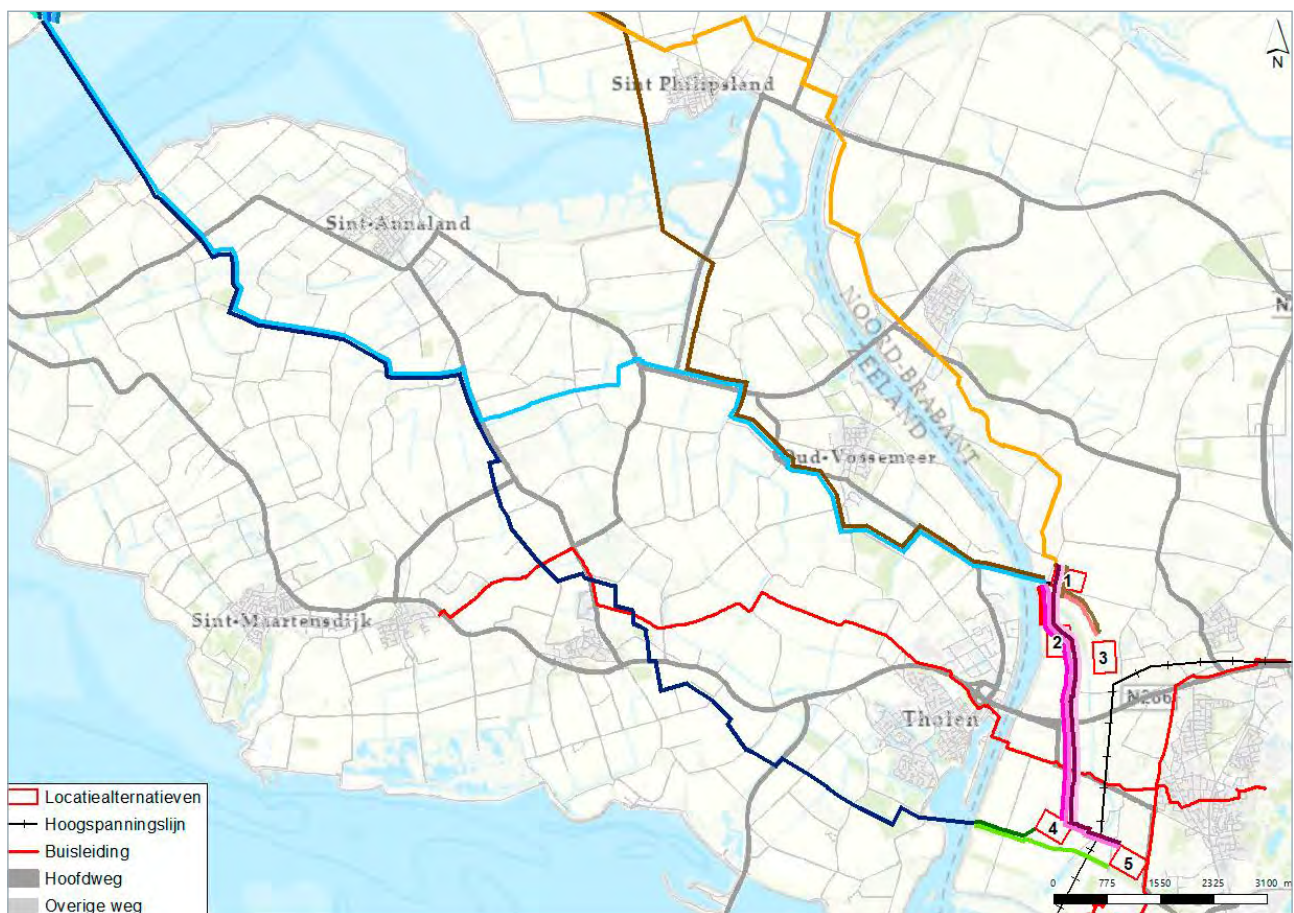 N
Sint Philipsland
Sint-Annaland
NOORD-BRABANT
ZEELAND
Oud-Vossemeer
1
2
3
Sint-Maartensdijk
Tholen
4
5
Locatiealternatieven
Hoogspanningslijn
Buisleiding
Hoofdweg
Overige weg
0 775 1550 2325 3100 m